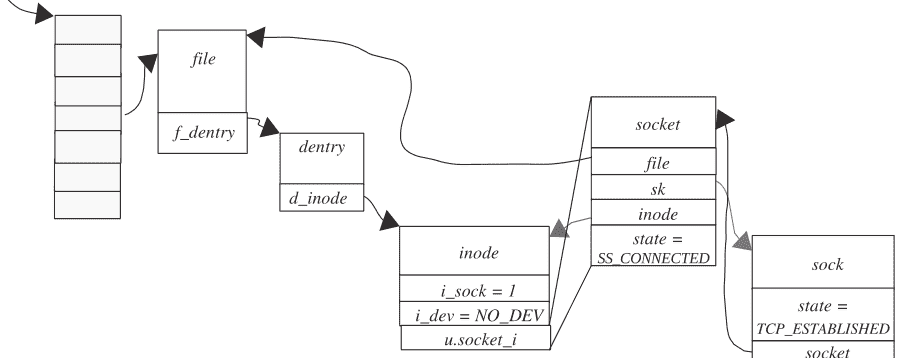 file
f_dentry
dentry
d_inode
inode
i_sock = 1
i_dev = NO_DEV
u.socket_i
socket
file
sk
inode
state =
SS_CONNECTED
sock
state =
TCP_ESTABLISHED
socket